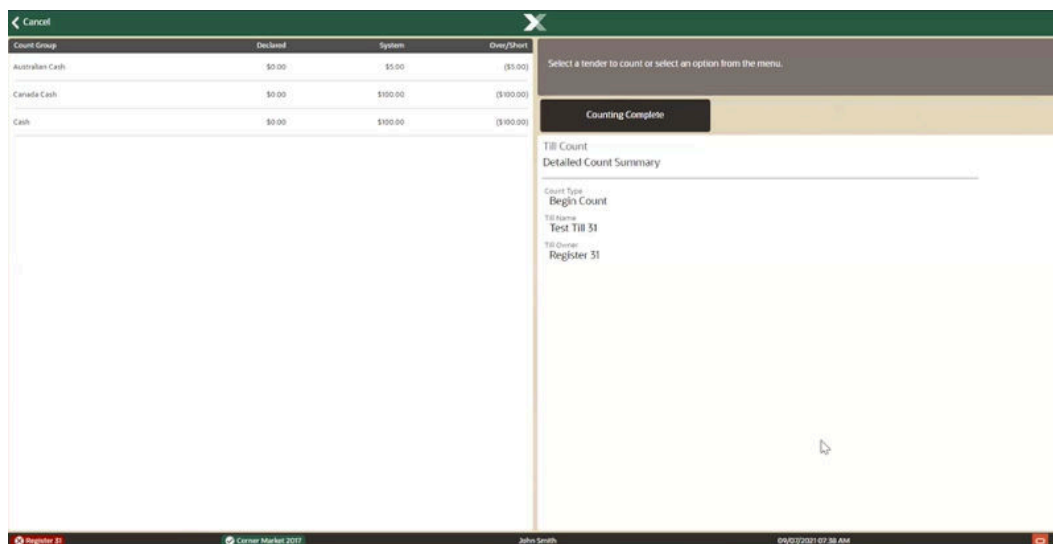 Cancel
Count Group Declared System Over/Short
Australian Cash $0.00 $5.00 ($5.00)
Canada Cash $0.00 $100.00 ($100.00)
Cash $0.00 $100.00 ($100.00)
Select a tender to count or select an option from the menu.
Counting Complete
Till Count
Detailed Count Summary
Count Type
Begin Count
Till Name
Test Till 31
Till Owner
Register 31
Register 31 Corner Market 2017 John Smith 09/07/2021 07:38 AM